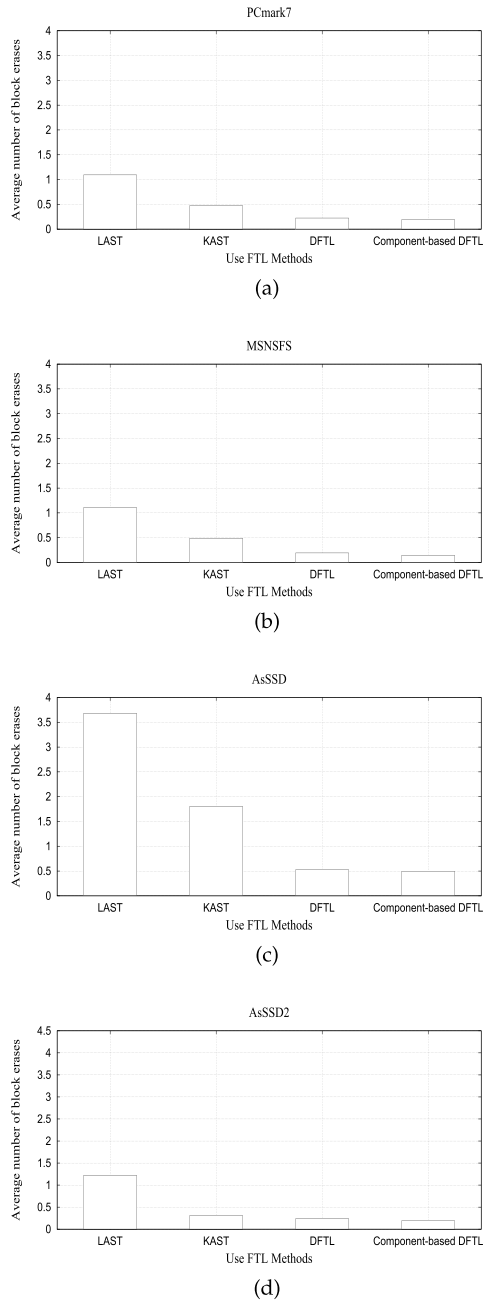 PCmark7
4
3.5
3
2.5
2
1.5
1
0.5
0
Average number of block erases
LAST KAST DFTL Component-based DFTL
Use FTL Methods
(a)
MSNSFS
4
3.5
3
2.5
2
1.5
1
0.5
0
Average number of block erases
LAST KAST DFTL Component-based DFTL
Use FTL Methods
(b)
AsSSD
4
3.5
3
2.5
2
1.5
1
0.5
0
Average number of block erases
LAST KAST DFTL Component-based DFTL
Use FTL Methods
(c)
AsSSD2
4.5
4
3.5
3
2.5
2
1.5
1
0.5
0
Average number of block erases
LAST KAST DFTL Component-based DFTL
Use FTL Methods
(d)